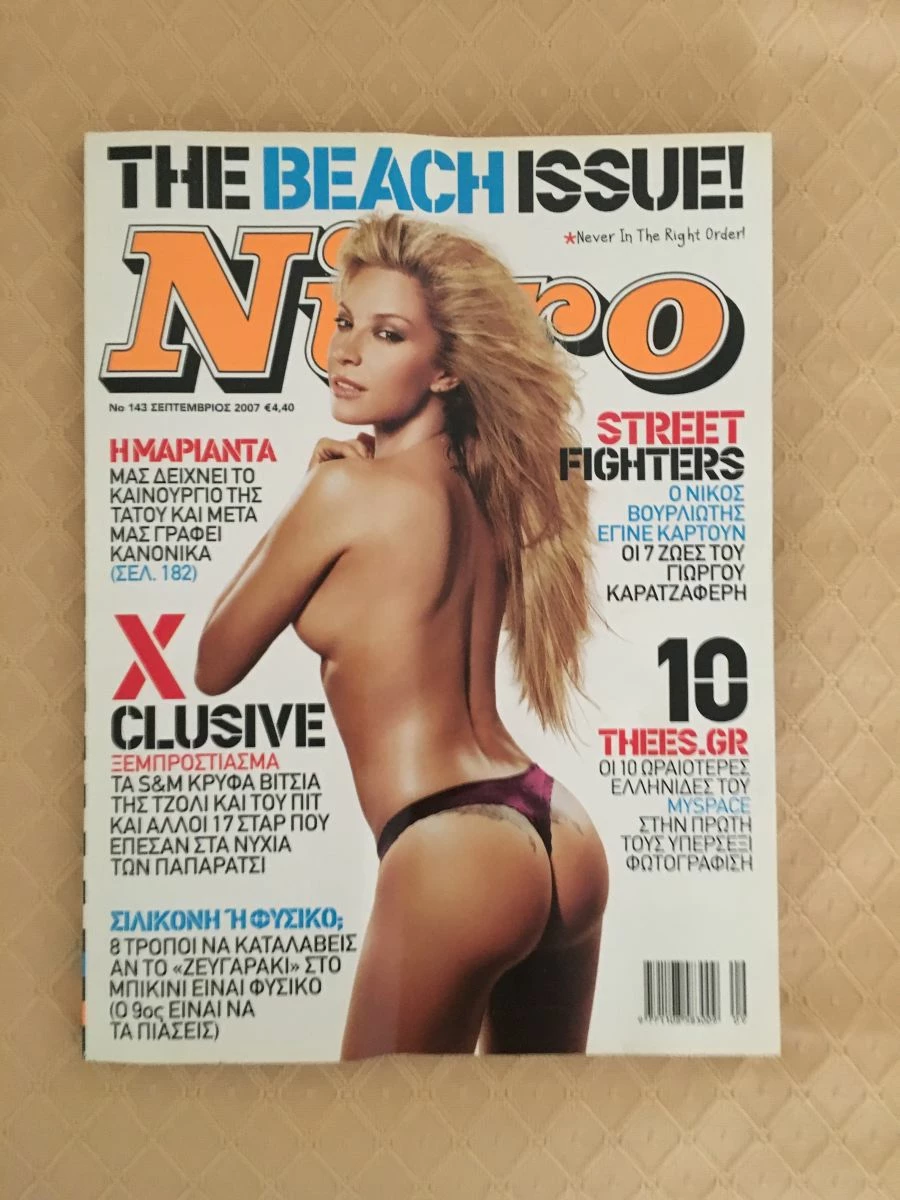 THE BEACH ISSUE!
Nitro
*Never In The Right Order!
No 143 ΣΕΠΤΕΜΒΡΙΟΣ 2007 €4,40
Η ΜΑΡΙΑΝΤΑ
ΜΑΣ ΔΕΙΧΝΕΙ ΤΟ
ΚΑΙΝΟΥΡΓΙΟ ΤΗΣ
ΤΑΤΟΥ ΚΑΙ ΜΕΤΑ
ΜΑΣ ΓΡΑΦΕΙ
ΚΑΝΟΝΙΚΑ
(ΣΕΛ. 182)
X
CLUSIVE
ΞΕΜΠΡΟΣΤΙΑΣΜΑ
ΤΑ S&M ΚΡΥΦΑ ΒΙΤΣΙΑ
ΤΗΣ ΤΖΟΛΙ ΚΑΙ ΤΟΥ ΠΙΤ
ΚΑΙ ΑΛΛΟΙ 17 ΣΤΑΡ ΠΟΥ
ΕΠΕΣΑΝ ΣΤΑ ΝΥΧΙΑ
ΤΩΝ ΠΑΠΑΡΑΤΣΙ
ΣΙΛΙΚΟΝΗ Ή ΦΥΣΙΚΟ;
8 ΤΡΟΠΟΙ ΝΑ ΚΑΤΑΛΑΒΕΙΣ
ΑΝ ΤΟ «ΖΕΥΓΑΡΑΚΙ» ΣΤΟ
ΜΠΙΚΙΝΙ ΕΙΝΑΙ ΦΥΣΙΚΟ
(Ο 9ος ΕΙΝΑΙ ΝΑ
ΤΑ ΠΙΑΣΕΙΣ)
STREET
FIGHTERS
Ο ΝΙΚΟΣ
ΒΟΥΡΛΙΩΤΗΣ
ΕΓΙΝΕ ΚΑΡΤΟΥΝ
ΟΙ 7 ΖΩΕΣ ΤΟΥ
ΓΙΩΡΓΟΥ
ΚΑΡΑΤΖΑΦΕΡΗ
10
THEES.GR
ΟΙ 10 ΩΡΑΙΟΤΕΡΕΣ
ΕΛΛΗΝΙΔΕΣ ΤΟΥ
MYSPACE
ΣΤΗΝ ΠΡΩΤΗ
ΤΟΥΣ ΥΠΕΡΣΕΞΙ
ΦΩΤΟΓΡΑΦΙΣΗ